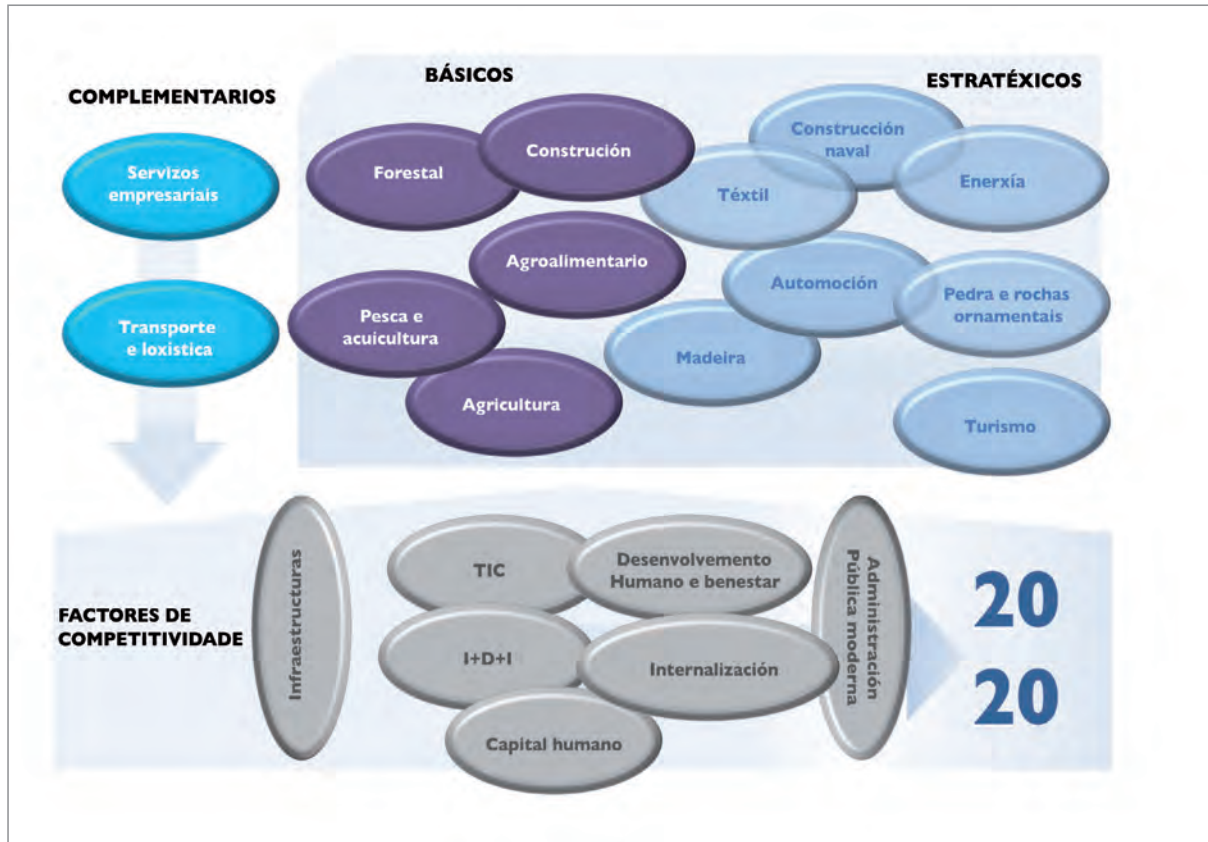 COMPLEMENTARIOS
Servizos
empresariais
Transporte
e loxística
BÁSICOS
Forestal
Construción
Agroalimentario
Pesca e
acuicultura
Agricultura
ESTRATÉXICOS
Construcción
naval
Téxtil
Enerxía
Automoción
Pedra e rochas
ornamentais
Madeira
Turismo
FACTORES DE
COMPETITIVIDADE
Infraestructuras
TIC
Desenvolvemento
Humano e benestar
I+D+I
Internalización
Capital humano
Administración
Pública moderna
20
20